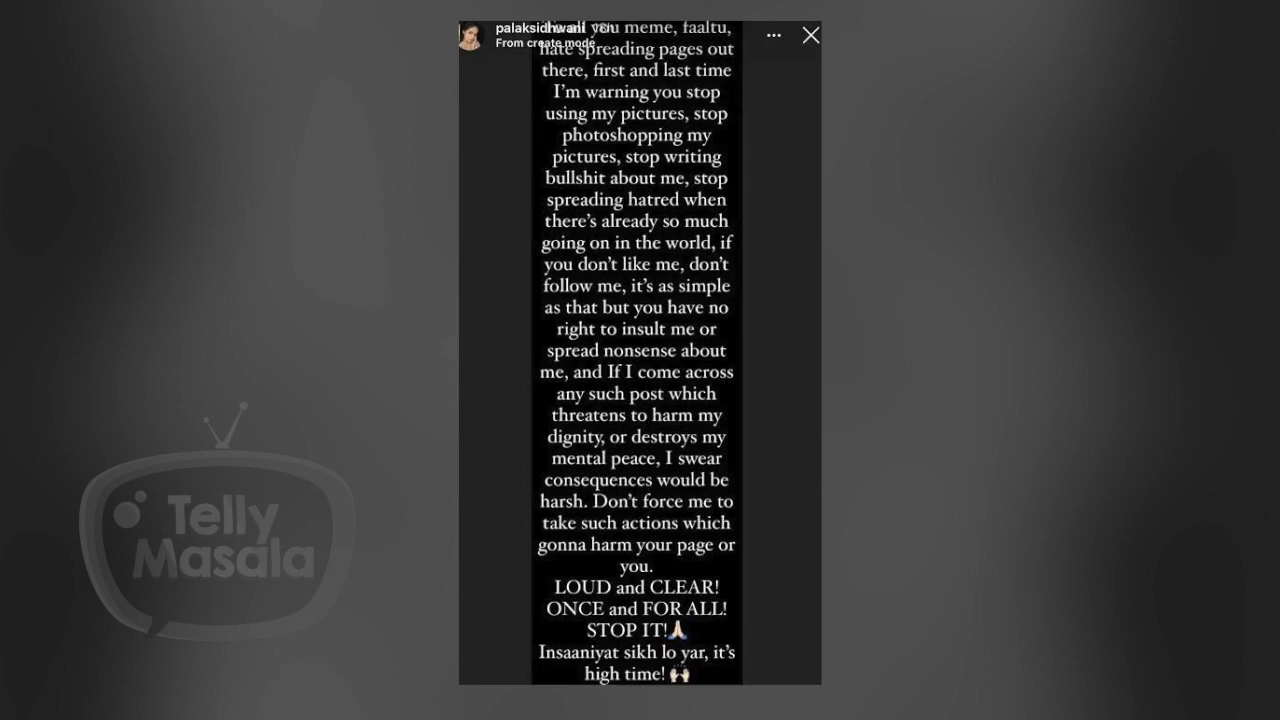 palaksidhwani 18h
From create mode
you meme, faaltu,
hate spreading pages out
there, first and last time
I'm warning you stop
using my pictures, stop
photoshopping my
pictures, stop writing
bullshit about me, stop
spreading hatred when
there's already so much
going on in the world, if
you don't like me, don't
follow me, it's as simple
as that but you have no
right to insult me or
spread nonsense about
me, and If I come across
any such post which
threatens to harm my
dignity, or destroys my
mental peace, I swear
consequences would be
harsh. Don't force me to
take such actions which
gonna harm your page or
you.
LOUD and CLEAR!
ONCE and FOR ALL!
STOP IT!🙏🏻
Insaaniyat sikh lo yar, it's
high time! 🙌🏻
Telly
Masala